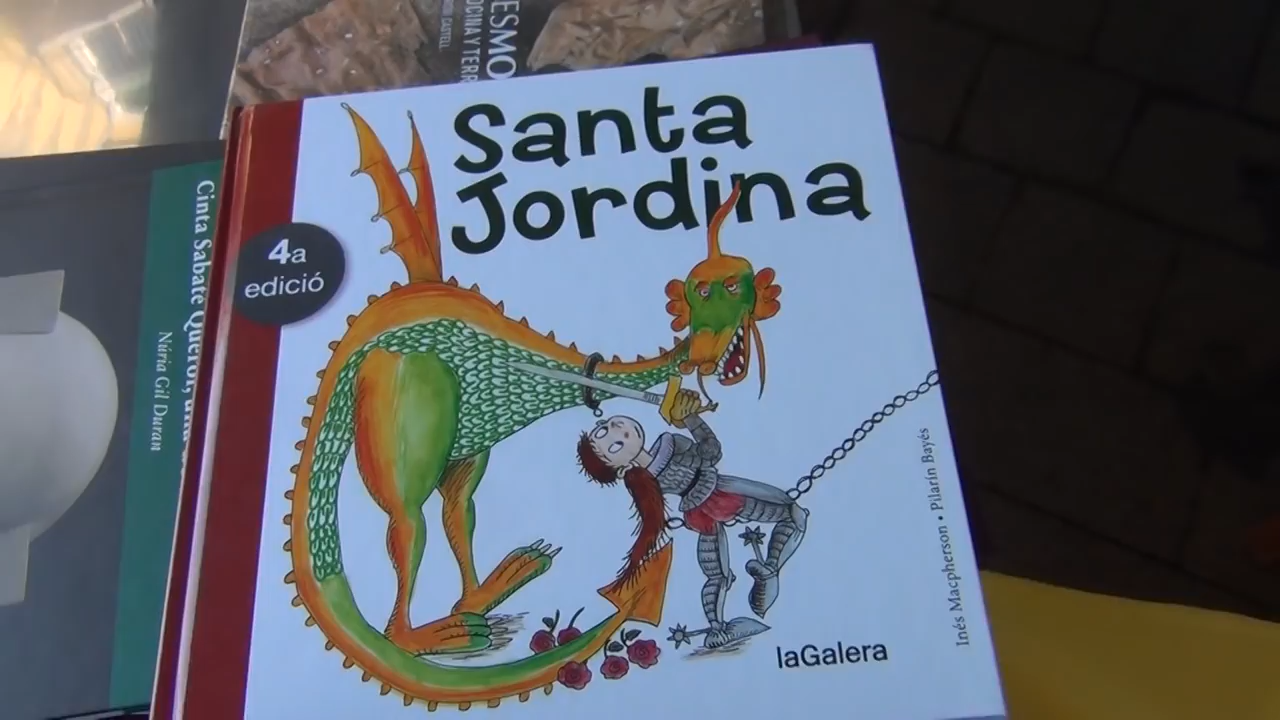 Santa
Jordina
4a
edició
Inés Macpherson • Pilarín Bayés
laGalera
Cinta Sabaté Querol,
Núria Gil Duran